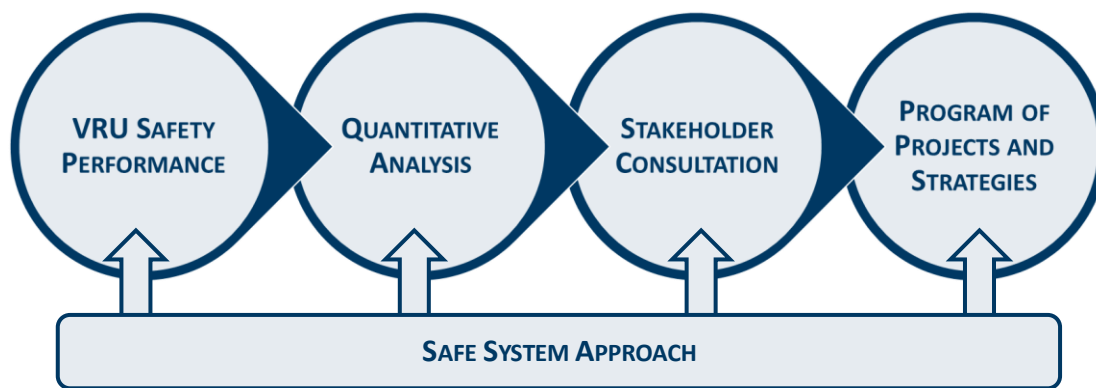 VRU Safety
Performance
Quantitative
Analysis
Stakeholder
Consultation
Program of
Projects and
Strategies
Safe System Approach